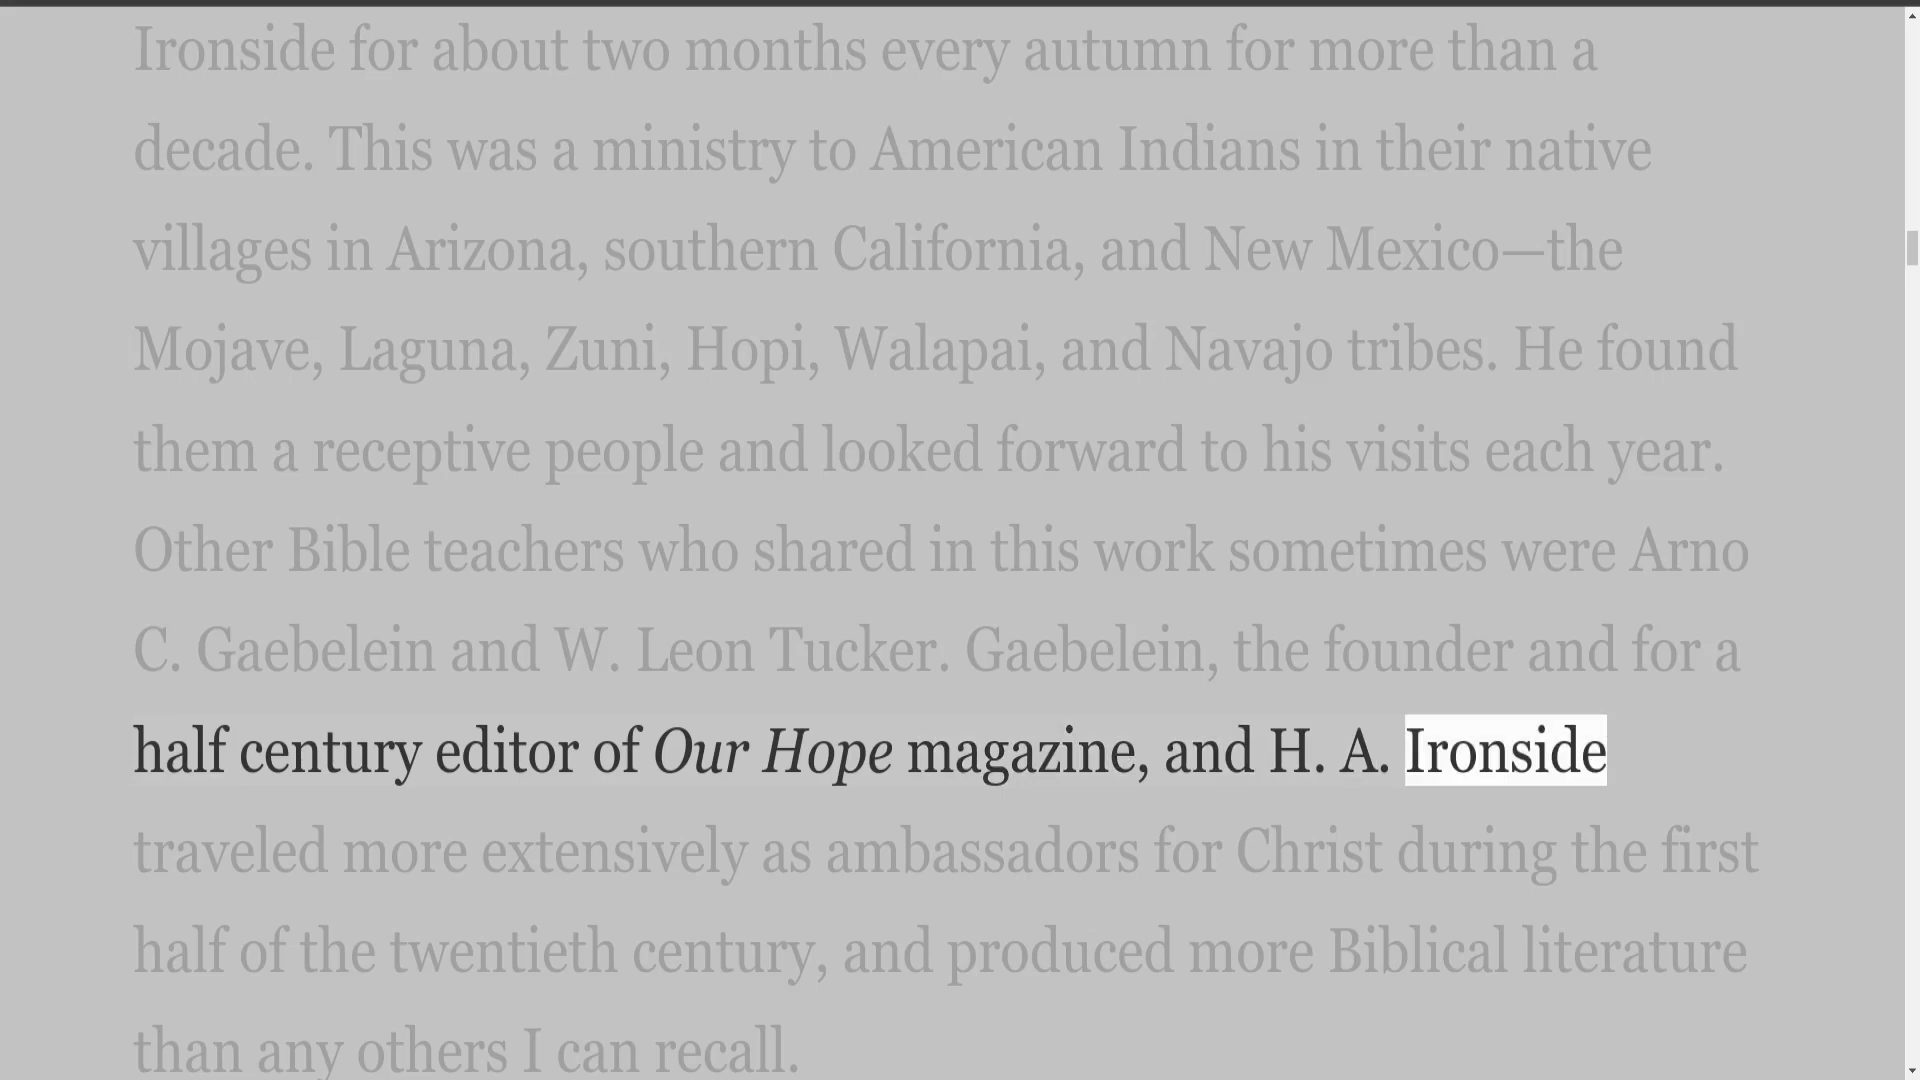 Ironside for about two months every autumn for more than a
decade. This was a ministry to American Indians in their native
villages in Arizona, southern California, and New Mexico—the
Mojave, Laguna, Zuni, Hopi, Walapai, and Navajo tribes. He found
them a receptive people and looked forward to his visits each year.
Other Bible teachers who shared in this work sometimes were Arno
C. Gaebelein and W. Leon Tucker. Gaebelein, the founder and for a
half century editor of Our Hope magazine, and H. A. Ironside
traveled more extensively as ambassadors for Christ during the first
half of the twentieth century, and produced more Biblical literature
than any others I can recall.